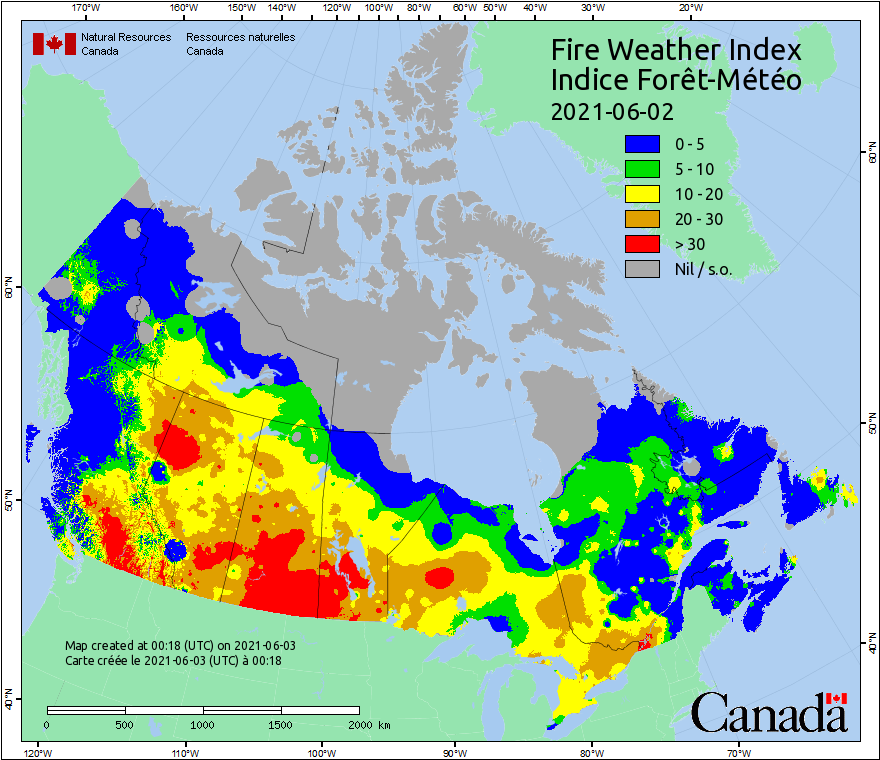 170°W 160°W 150°W 140°W 120°W 100°W 80°W 60°W 50°W 40°W 30°W 20°W
Natural Resources Ressources naturelles
Canada Canada
Fire Weather Index
Indice Forêt-Météo
2021-06-02
0 - 5
5 - 10
10 - 20
20 - 30
> 30
Nil / s.o.
60°N
60°N
50°N
50°N
40°N
40°N
Map created at 00:18 (UTC) on 2021-06-03
Carte créée le 2021-06-03 (UTC) à 00:18
0 500 1000 1500 2000 km
Canada
120°W 110°W 100°W 90°W 80°W 70°W